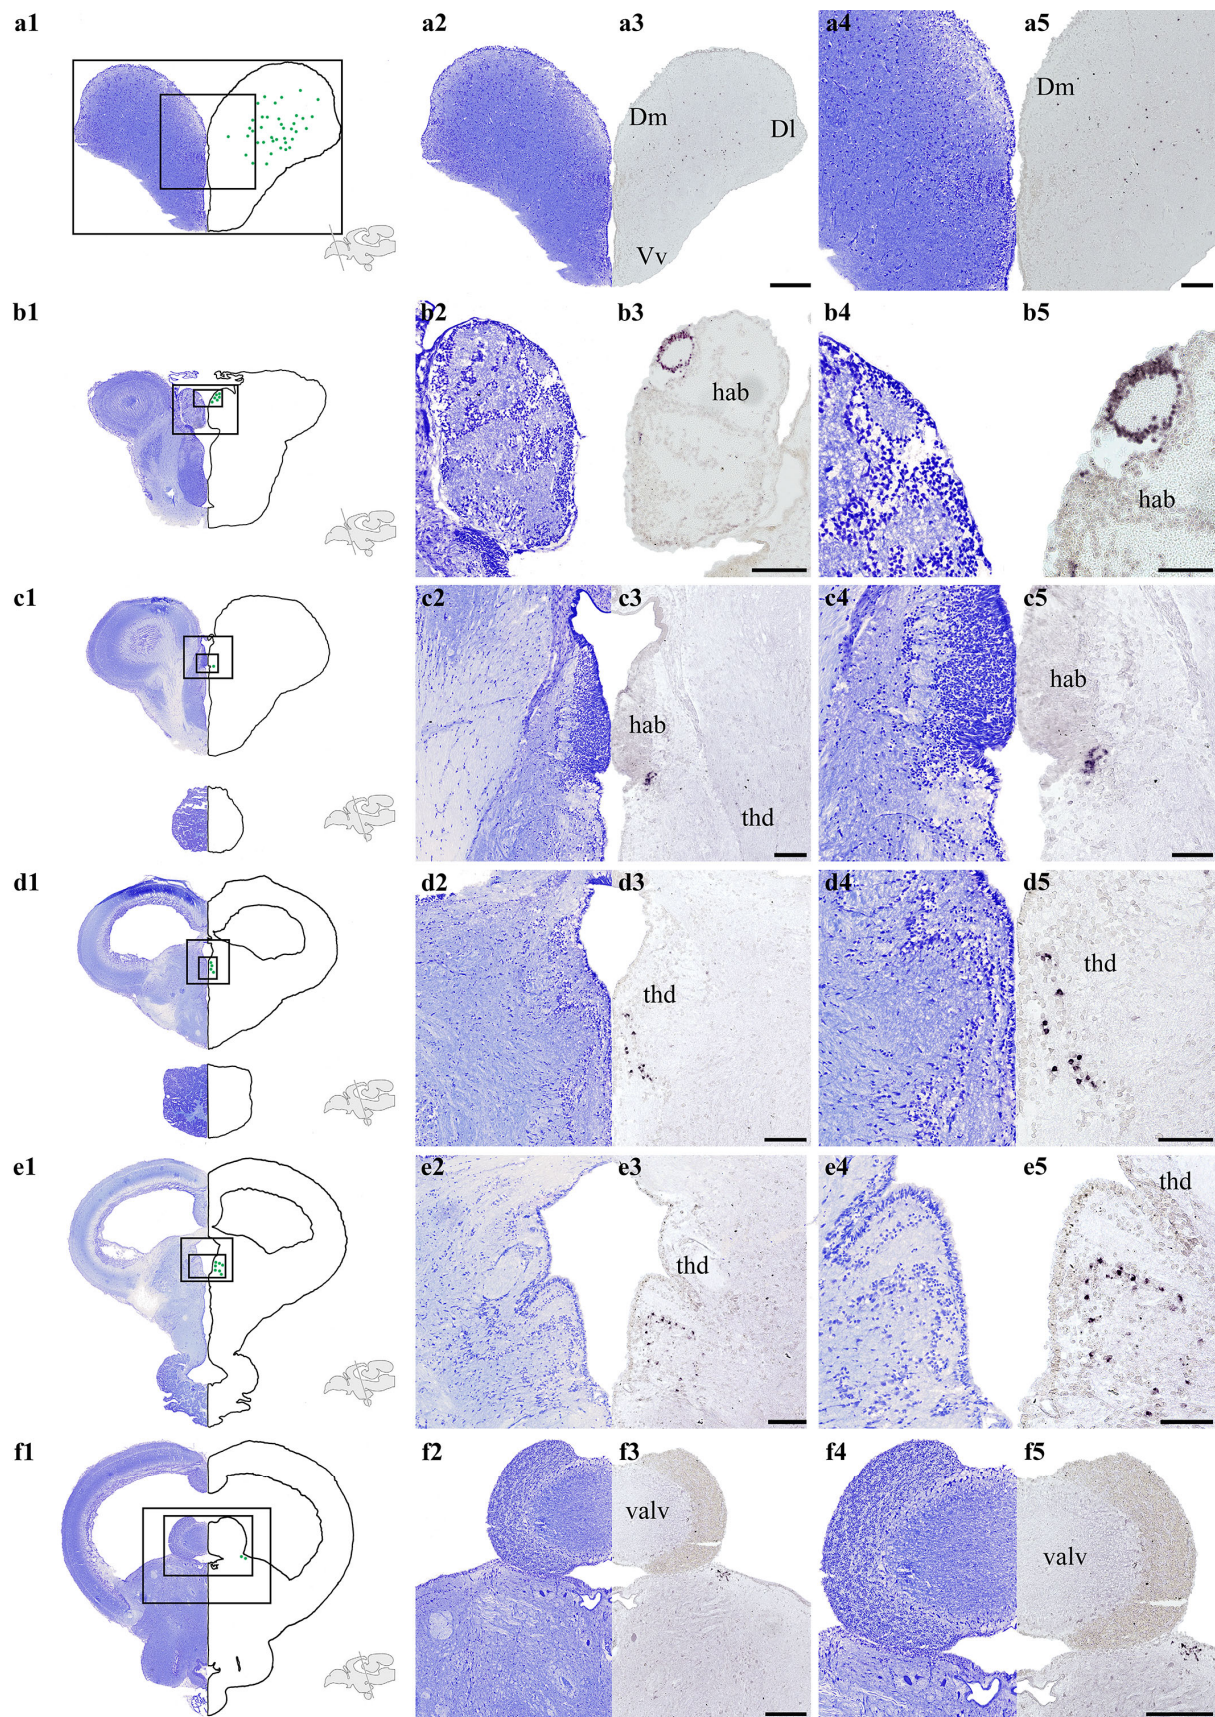 a1 a2 a3 a4 a5
Dm Dl Vv Dm
b1 b2 b3 b4 b5
hab hab
c1 c2 c3 c4 c5
hab thd hab
d1 d2 d3 d4 d5
thd thd
e1 e2 e3 e4 e5
thd thd
f1 f2 f3 f4 f5
valv valv